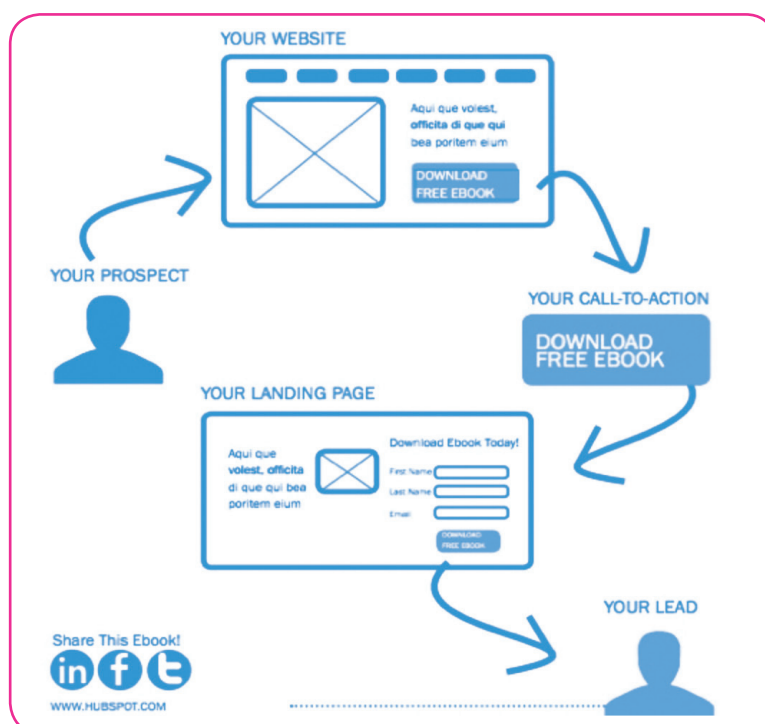 YOUR WEBSITE
Aqui que volest,
officita di que qui
bea poritem eium
DOWNLOAD
FREE EBOOK
YOUR PROSPECT
YOUR CALL-TO-ACTION
DOWNLOAD
FREE EBOOK
YOUR LANDING PAGE
Aqui que
volest, officita
di que qui bea
poritem eium
Download Ebook Today!
First Name
Last Name
Email
DOWNLOAD
FREE EBOOK
YOUR LEAD
Share This Ebook!
in f t
WWW.HUBSPOT.COM